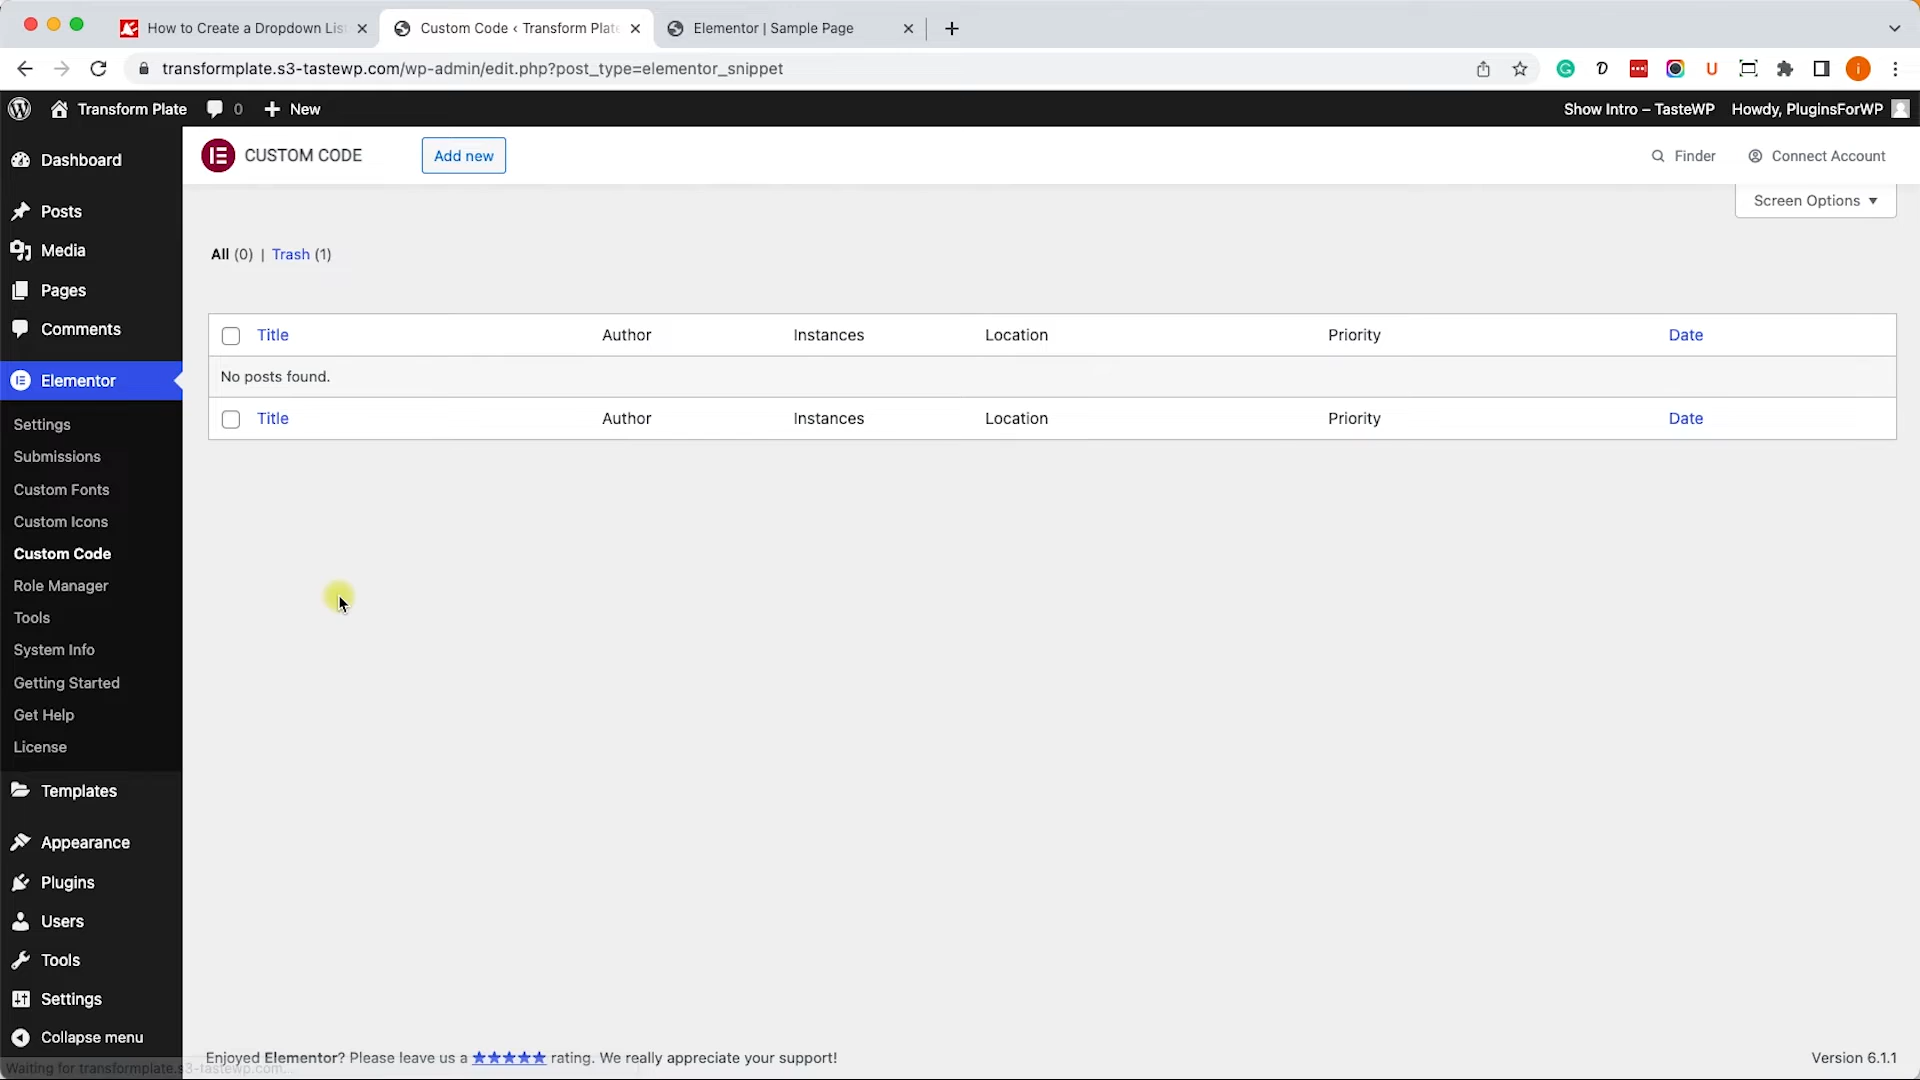 How to Create a Dropdown Lis
Custom Code ‹ Transform Plate
Elementor | Sample Page
transformplate.s3-tastewp.com/wp-admin/edit.php?post_type=elementor_snippet
Transform Plate
0
New
Show Intro – TasteWP
Howdy, PluginsForWP
Dashboard
Posts
Media
Pages
Comments
Elementor
Settings
Submissions
Custom Fonts
Custom Icons
Custom Code
Role Manager
Tools
System Info
Getting Started
Get Help
License
Templates
Appearance
Plugins
Users
Tools
Settings
Collapse menu
CUSTOM CODE
Add new
Finder
Connect Account
Screen Options ▼
All (0) | Trash (1)
Title Author Instances Location Priority Date
No posts found.
Title Author Instances Location Priority Date
Enjoyed Elementor? Please leave us a ★★★★★ rating. We really appreciate your support!
Version 6.1.1
Waiting for transformplate.s3-tastewp.com...